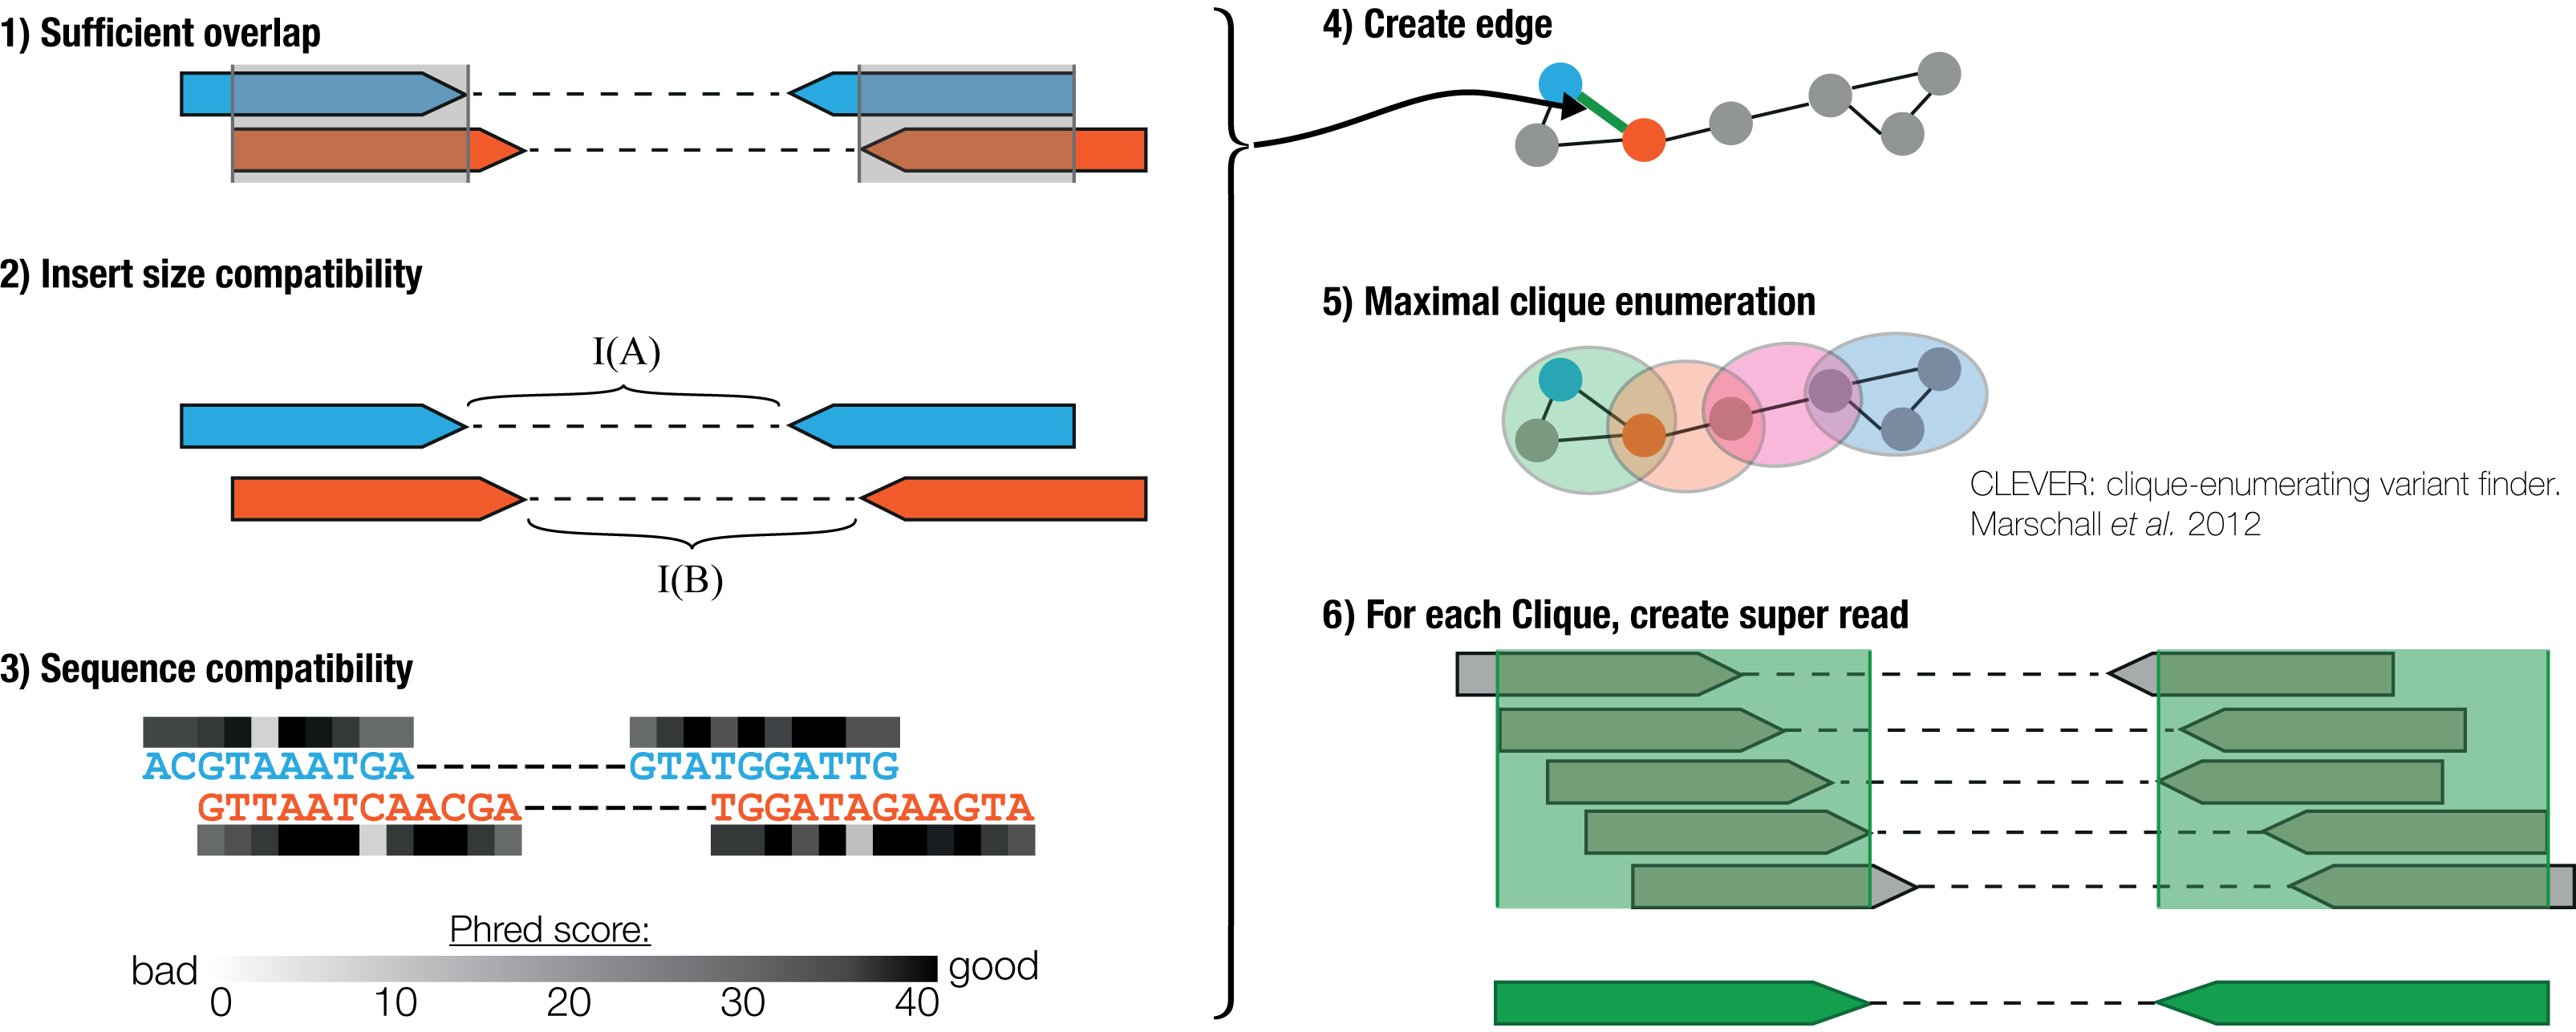 1) Sufficient overlap
2) Insert size compatibility
I(A)
I(B)
3) Sequence compatibility
ACGTAAATGA GTATGGATTG
GTTAATCAACGA TGGATAGAAGTA
Phred score:
bad good
0 10 20 30 40
4) Create edge
5) Maximal clique enumeration
CLEVER: clique-enumerating variant finder.
Marschall et al. 2012
6) For each Clique, create super read